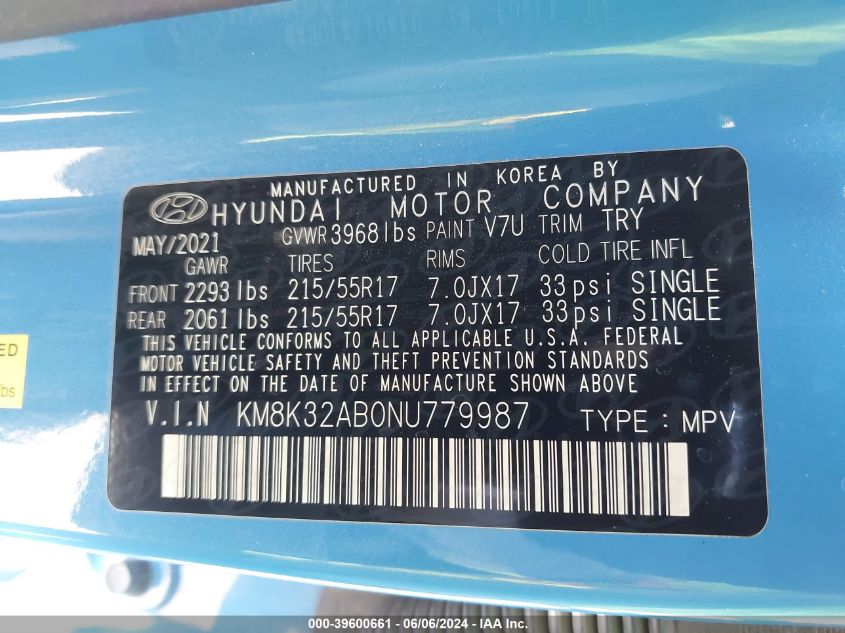 MANUFACTURED IN KOREA BY
HYUNDAI MOTOR COMPANY
MAY/2021 GVWR 3968 lbs PAINT V7U TRIM TRY
GAWR TIRES RIMS COLD TIRE INFL
FRONT 2293 lbs 215/55R17 7.0JX17 33psi SINGLE
REAR 2061 lbs 215/55R17 7.0JX17 33psi SINGLE
THIS VEHICLE CONFORMS TO ALL APPLICABLE U.S.A. FEDERAL
MOTOR VEHICLE SAFETY AND THEFT PREVENTION STANDARDS
IN EFFECT ON THE DATE OF MANUFACTURE SHOWN ABOVE
V.I.N KM8K32AB0NU779987 TYPE : MPV
000-39600661 - 06/06/2024 - IAA Inc.